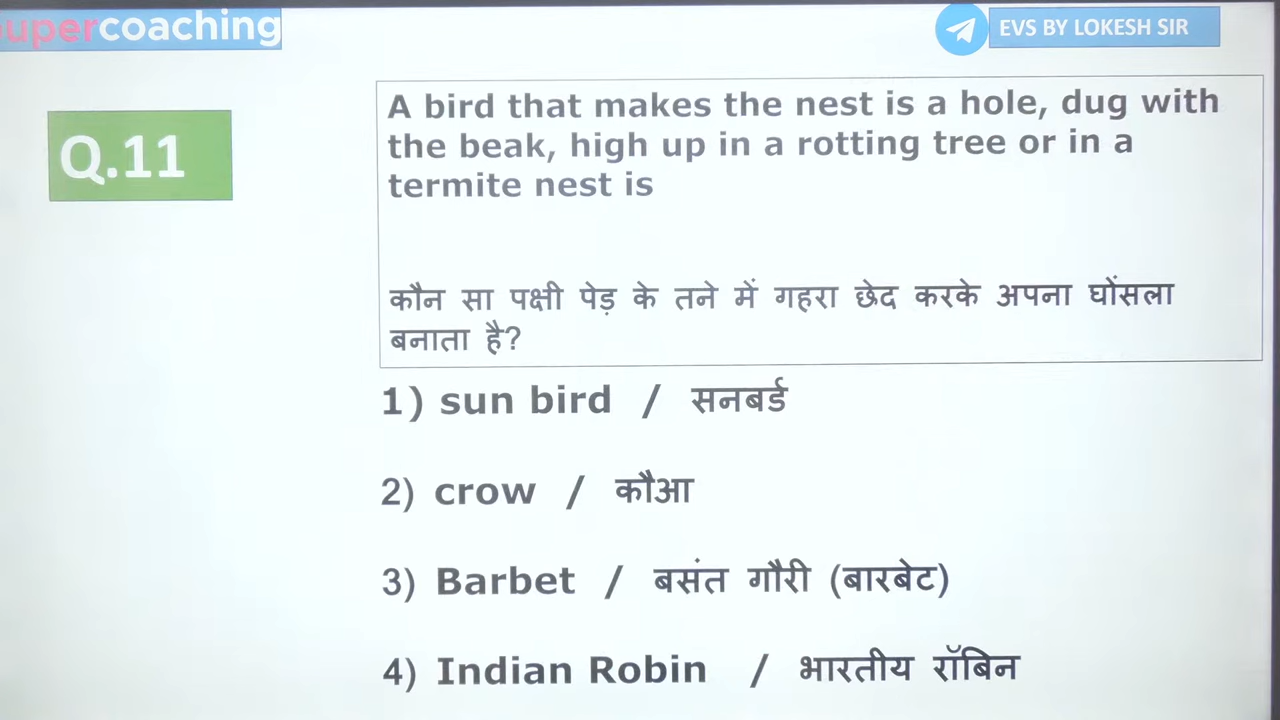 upercoaching
EVS BY LOKESH SIR
Q.11
A bird that makes the nest is a hole, dug with
the beak, high up in a rotting tree or in a
termite nest is
कौन सा पक्षी पेड़ के तने में गहरा छेद करके अपना घोंसला
बनाता है?
1) sun bird / सनबर्ड
2) crow / कौआ
3) Barbet / बसंत गौरी (बारबेट)
4) Indian Robin / भारतीय रॉबिन